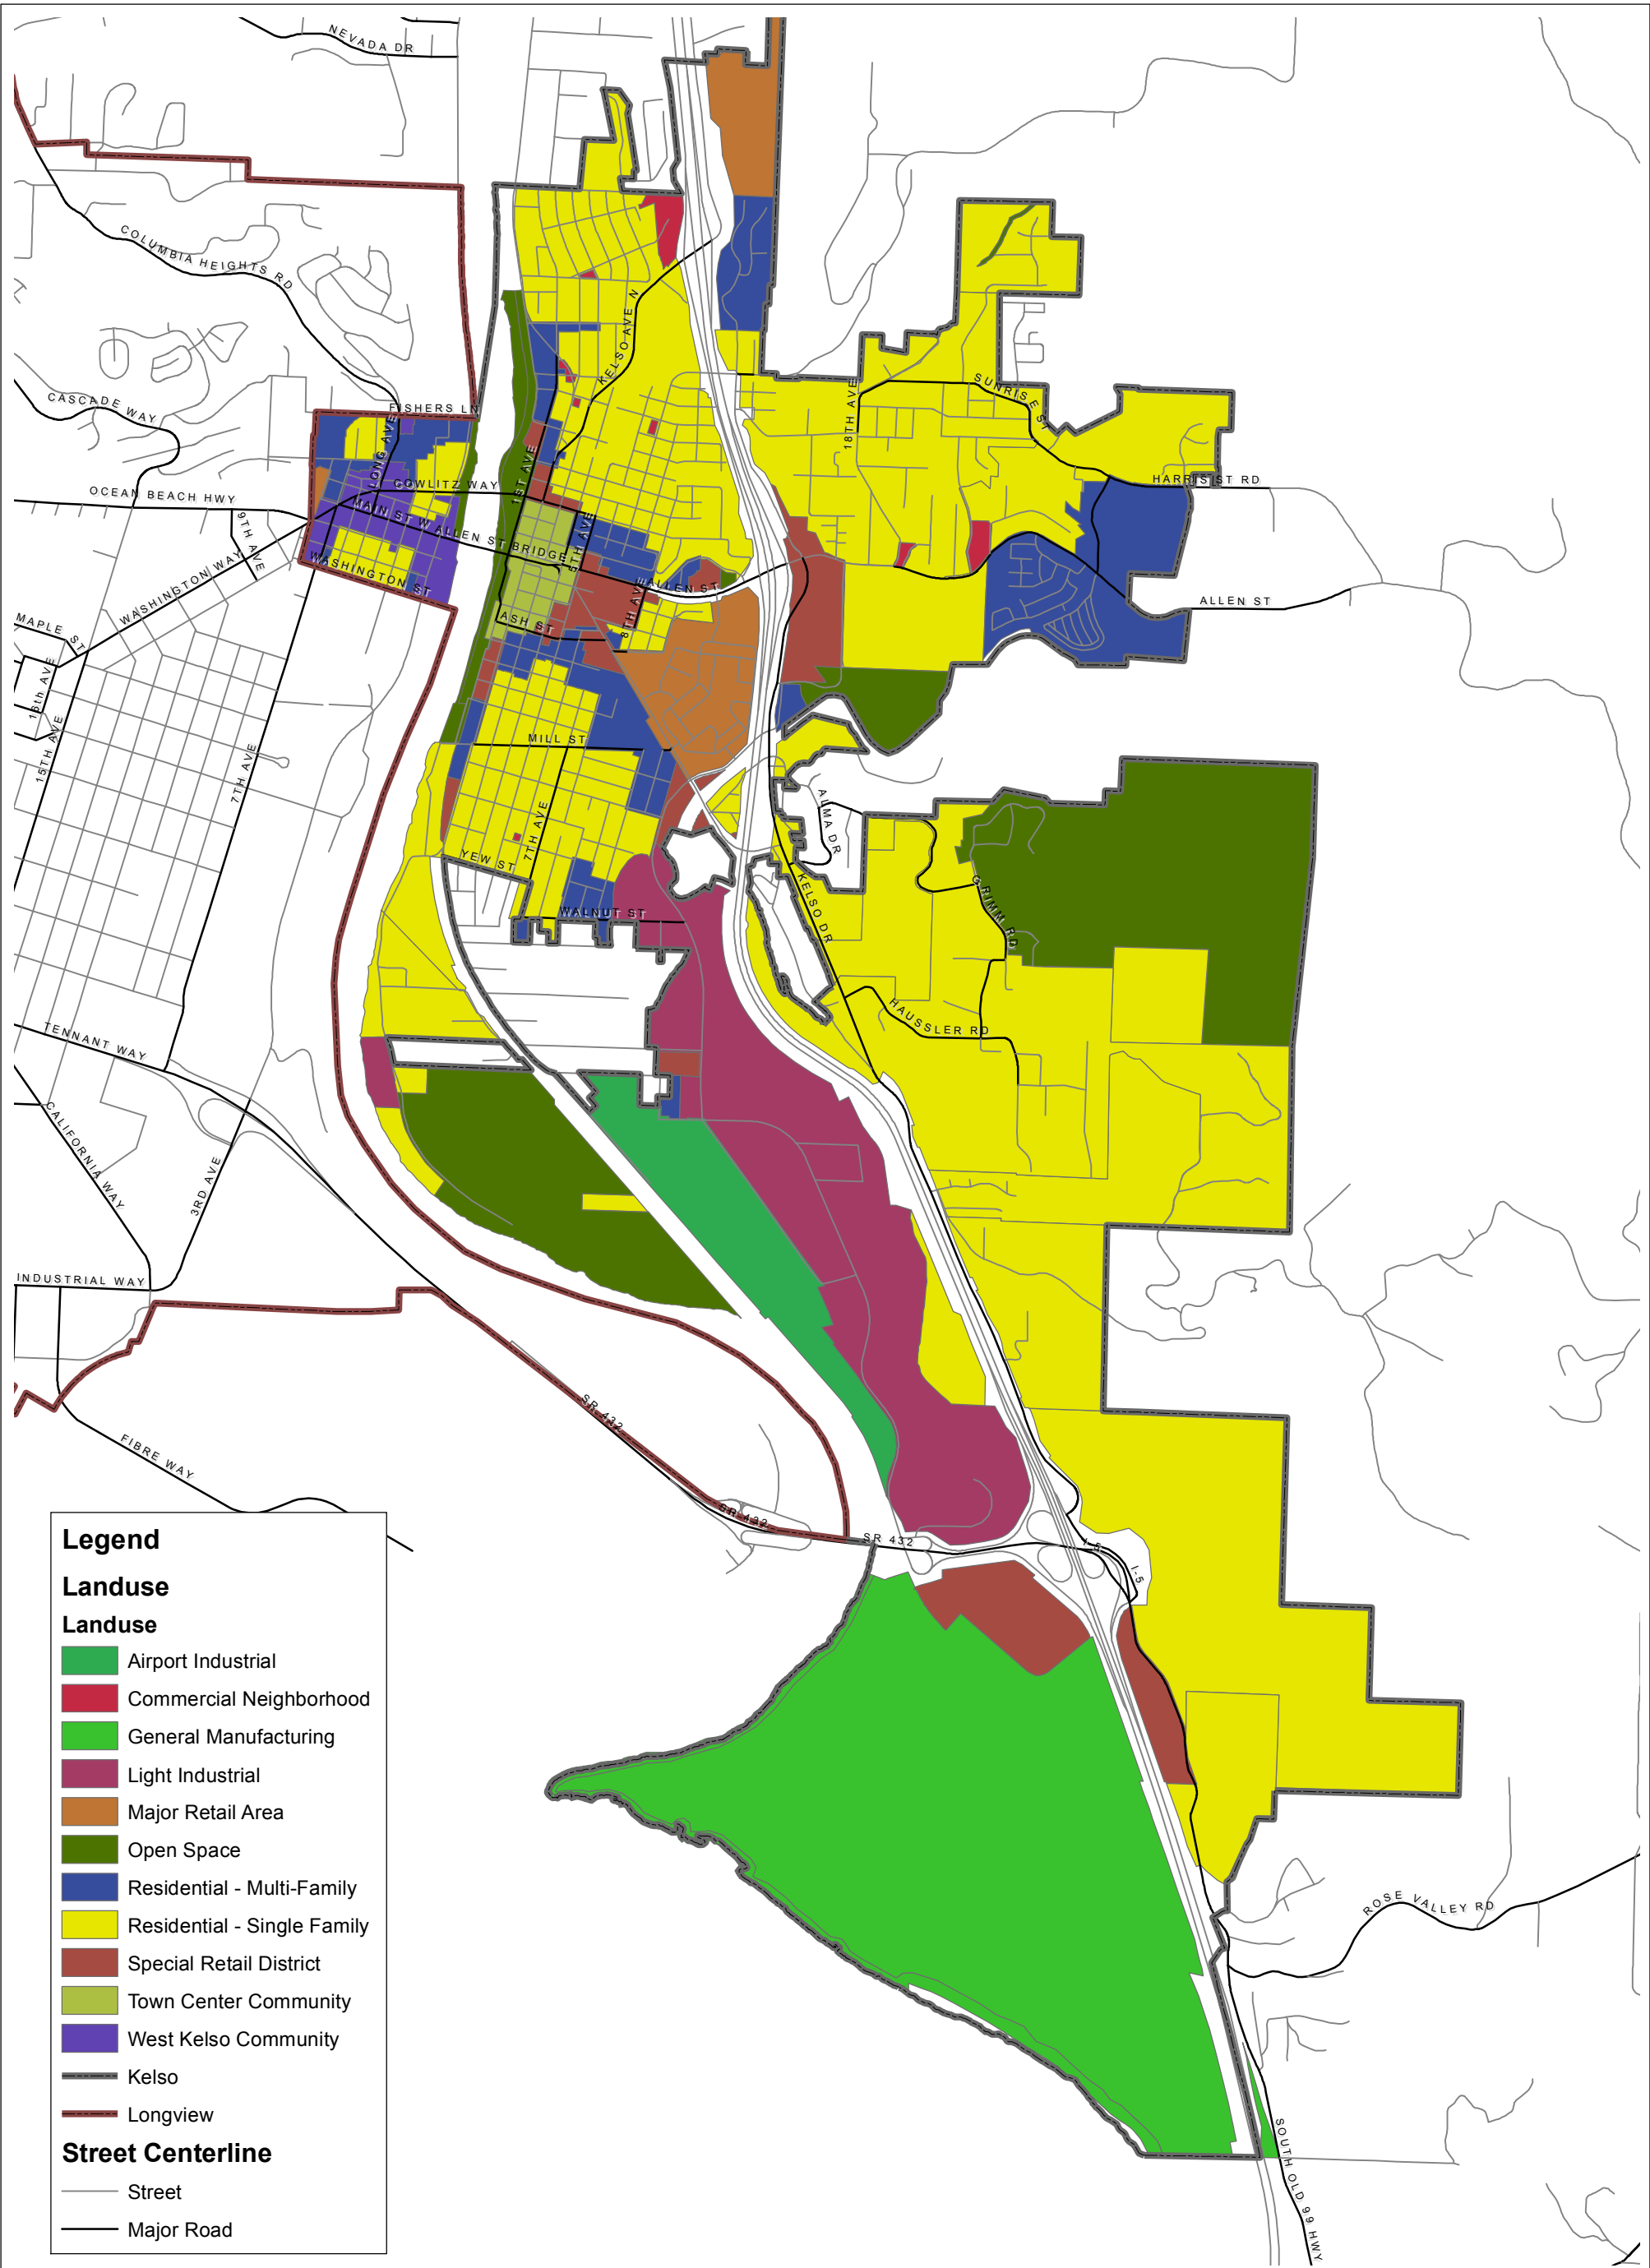 NEVADA DR
COLUMBIA HEIGHTS RD
KELSO AVE N
CASCADE WAY
FISHERS LN
LONG AVE
18TH AVE
SUNRISE ST
OCEAN BEACH HWY
COWLITZ WAY
1ST AVE
HARRIS ST RD
9TH AVE
MAIN ST W
ALLEN ST BRIDGE
5TH AVE
WASHINGTON WAY
WASHINGTON ST
ALLEN ST
ALLEN ST
MAPLE ST
ASH ST
8TH AVE
16th AVE
15TH AVE
7TH AVE
MILL ST
ALMA DR
7TH AVE
YEW ST
KELSO DR
GRIMM RD
WALNUT ST
HAUSSLER RD
TENNANT WAY
CALIFORNIA WAY
3RD AVE
INDUSTRIAL WAY
SR 432
FIBRE WAY
SR 432
SR 432
I-5
I-5
Legend
Landuse
Landuse
Airport Industrial
Commercial Neighborhood
General Manufacturing
Light Industrial
Major Retail Area
Open Space
Residential - Multi-Family
Residential - Single Family
Special Retail District
Town Center Community
West Kelso Community
Kelso
Longview
Street Centerline
Street
Major Road
ROSE VALLEY RD
SOUTH OLD 99 HWY